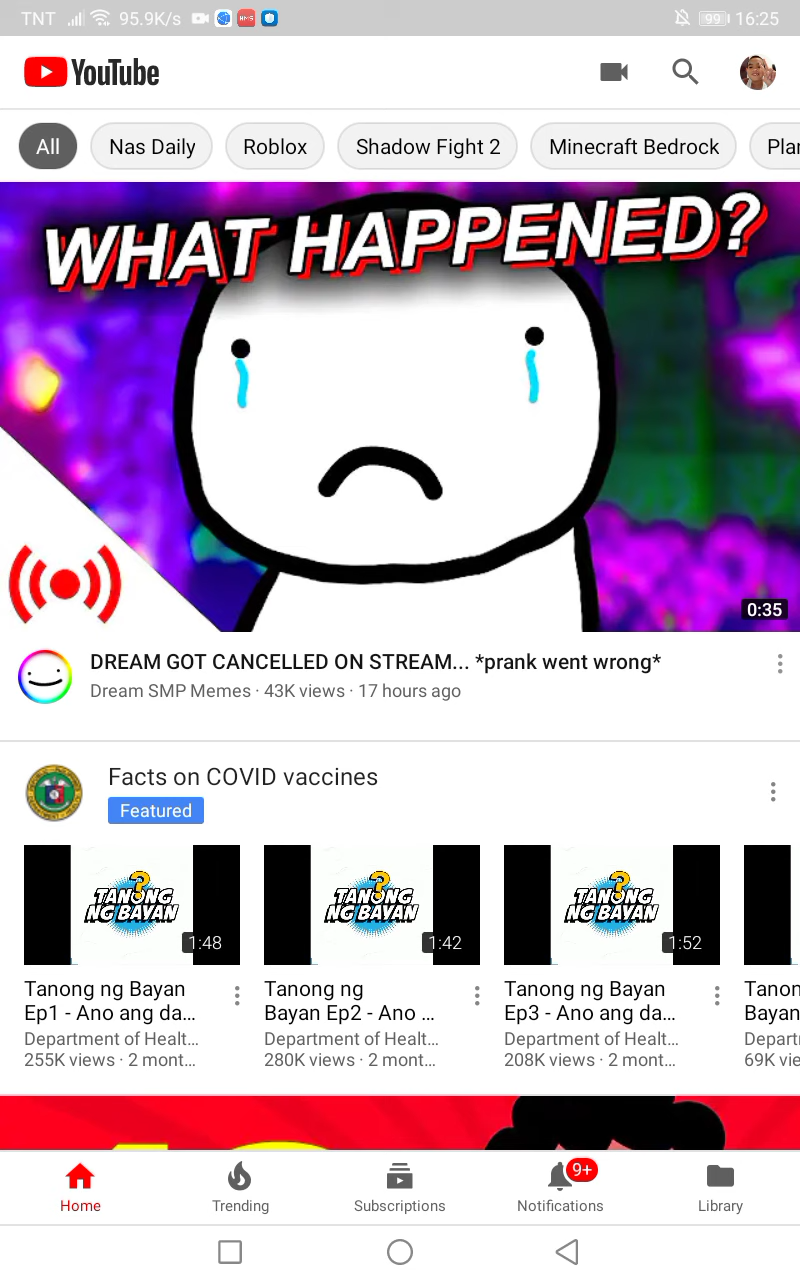 TNT 95.9K/s HMS 99 16:25
YouTube
All Nas Daily Roblox Shadow Fight 2 Minecraft Bedrock Plan
WHAT HAPPENED?
0:35
DREAM GOT CANCELLED ON STREAM... *prank went wrong*
Dream SMP Memes · 43K views · 17 hours ago
Facts on COVID vaccines
Featured
TANONG NG BAYAN
1:48
TANONG NG BAYAN
1:42
TANONG NG BAYAN
1:52
Tanong ng Bayan
Ep1 - Ano ang da...
Department of Healt...
255K views · 2 mont...
Tanong ng
Bayan Ep2 - Ano ...
Department of Healt...
280K views · 2 mont...
Tanong ng Bayan
Ep3 - Ano ang da...
Department of Healt...
208K views · 2 mont...
Tanon
Bayan
Depart
69K vie
Home Trending Subscriptions Notifications 9+ Library